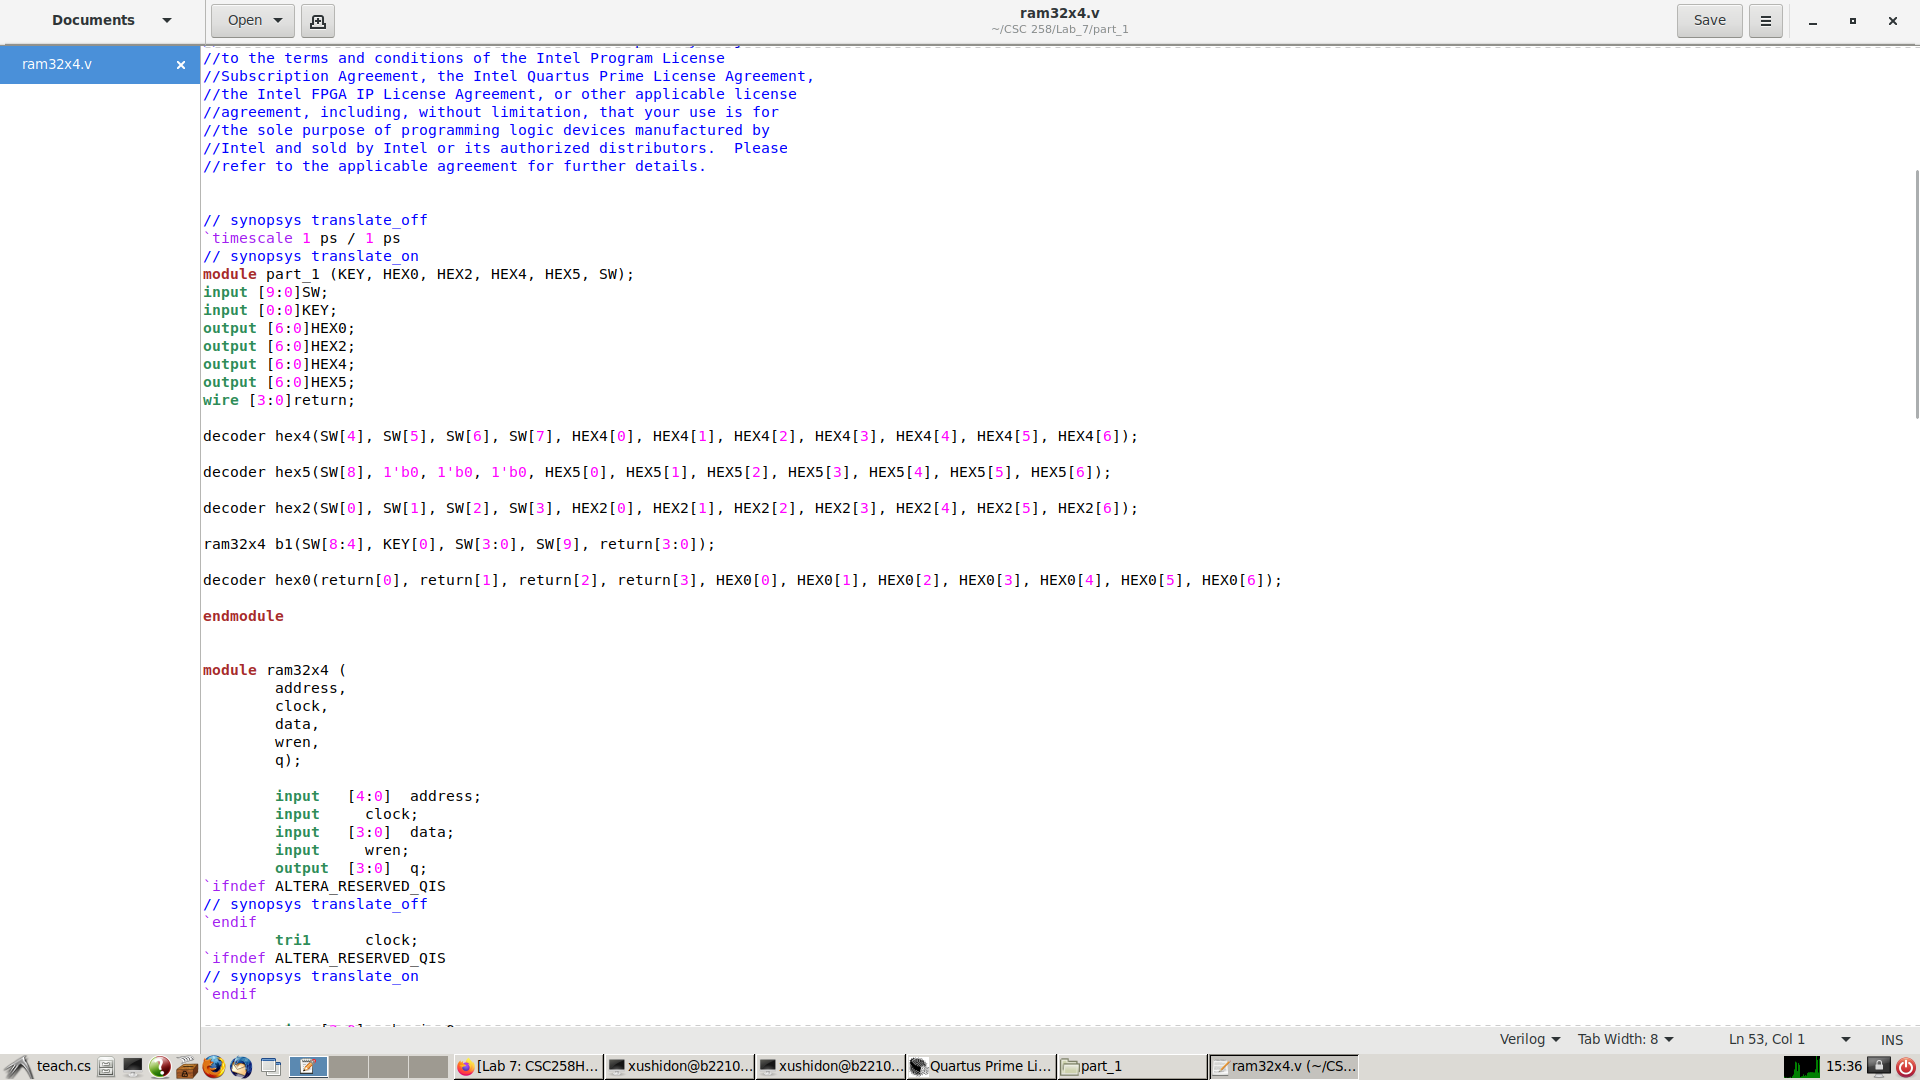 Documents
Open
ram32x4.v
~/CSC 258/Lab_7/part_1
Save
ram32x4.v
//to the terms and conditions of the Intel Program License
//Subscription Agreement, the Intel Quartus Prime License Agreement,
//the Intel FPGA IP License Agreement, or other applicable license
//agreement, including, without limitation, that your use is for
//the sole purpose of programming logic devices manufactured by
//Intel and sold by Intel or its authorized distributors.  Please
//refer to the applicable agreement for further details.
// synopsys translate_off
`timescale 1 ps / 1 ps
// synopsys translate_on
module part_1 (KEY, HEX0, HEX2, HEX4, HEX5, SW);
input [9:0]SW;
input [0:0]KEY;
output [6:0]HEX0;
output [6:0]HEX2;
output [6:0]HEX4;
output [6:0]HEX5;
wire [3:0]return;
decoder hex4(SW[4], SW[5], SW[6], SW[7], HEX4[0], HEX4[1], HEX4[2], HEX4[3], HEX4[4], HEX4[5], HEX4[6]);
decoder hex5(SW[8], 1'b0, 1'b0, 1'b0, HEX5[0], HEX5[1], HEX5[2], HEX5[3], HEX5[4], HEX5[5], HEX5[6]);
decoder hex2(SW[0], SW[1], SW[2], SW[3], HEX2[0], HEX2[1], HEX2[2], HEX2[3], HEX2[4], HEX2[5], HEX2[6]);
ram32x4 b1(SW[8:4], KEY[0], SW[3:0], SW[9], return[3:0]);
decoder hex0(return[0], return[1], return[2], return[3], HEX0[0], HEX0[1], HEX0[2], HEX0[3], HEX0[4], HEX0[5], HEX0[6]);
endmodule
module ram32x4 (
address,
clock,
data,
wren,
q);
input   [4:0]  address;
input     clock;
input   [3:0]  data;
input     wren;
output  [3:0]  q;
`ifndef ALTERA_RESERVED_QIS
// synopsys translate_off
`endif
tri1      clock;
`ifndef ALTERA_RESERVED_QIS
// synopsys translate_on
`endif
Verilog
Tab Width: 8
Ln 53, Col 1
INS
teach.cs
[Lab 7: CSC258H...
xushidon@b2210...
xushidon@b2210...
Quartus Prime Li...
part_1
ram32x4.v (~/CS...
15:36